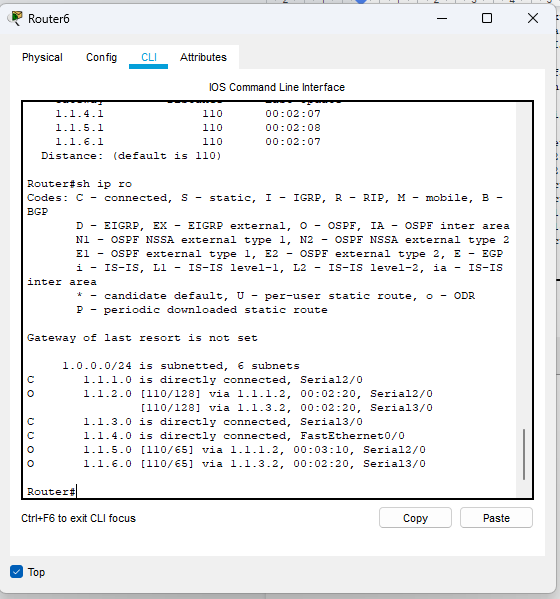 Router6
Physical Config CLI Attributes
IOS Command Line Interface
1.1.4.1 110 00:02:07
1.1.5.1 110 00:02:08
1.1.6.1 110 00:02:07
Distance: (default is 110)
Router#sh ip ro
Codes: C - connected, S - static, I - IGRP, R - RIP, M - mobile, B -
BGP
D - EIGRP, EX - EIGRP external, O - OSPF, IA - OSPF inter area
N1 - OSPF NSSA external type 1, N2 - OSPF NSSA external type 2
E1 - OSPF external type 1, E2 - OSPF external type 2, E - EGP
i - IS-IS, L1 - IS-IS level-1, L2 - IS-IS level-2, ia - IS-IS
inter area
* - candidate default, U - per-user static route, o - ODR
P - periodic downloaded static route
Gateway of last resort is not set
1.0.0.0/24 is subnetted, 6 subnets
C 1.1.1.0 is directly connected, Serial2/0
O 1.1.2.0 [110/128] via 1.1.1.2, 00:02:20, Serial2/0
[110/128] via 1.1.3.2, 00:02:20, Serial3/0
C 1.1.3.0 is directly connected, Serial3/0
C 1.1.4.0 is directly connected, FastEthernet0/0
O 1.1.5.0 [110/65] via 1.1.1.2, 00:03:10, Serial2/0
O 1.1.6.0 [110/65] via 1.1.3.2, 00:02:20, Serial3/0
Router#
Ctrl+F6 to exit CLI focus
Copy Paste
Top